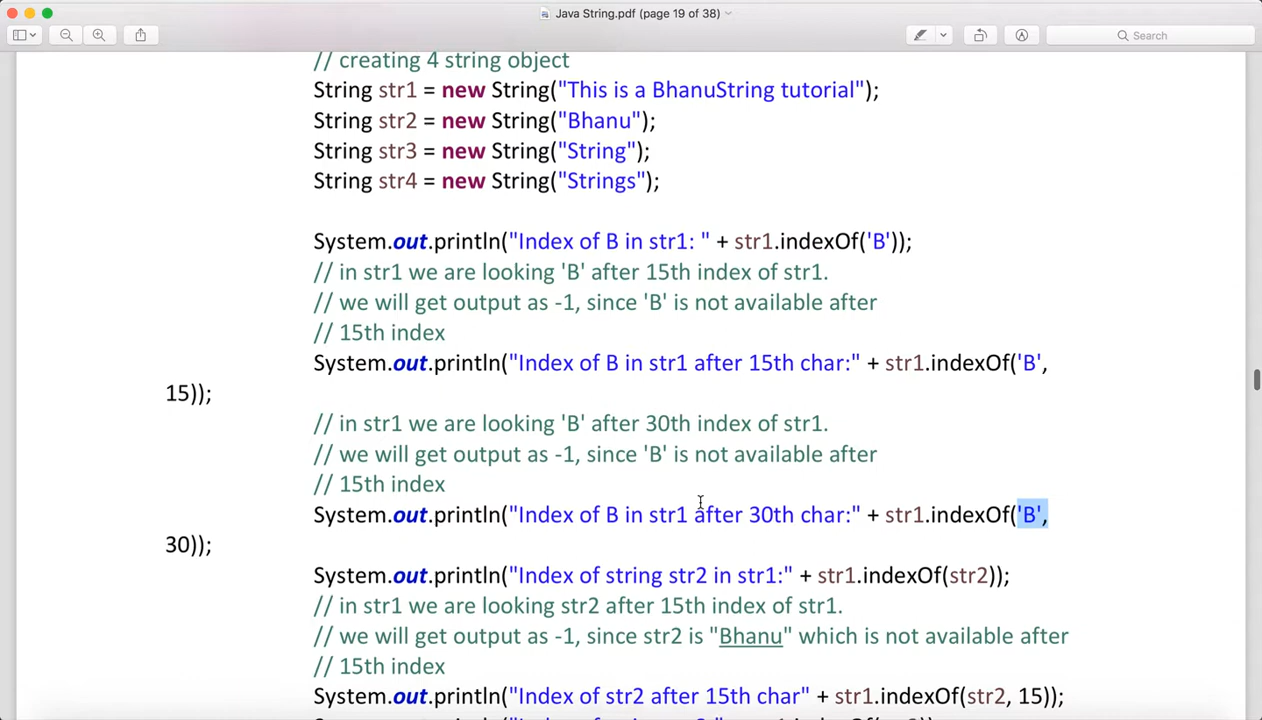 Java String.pdf (page 19 of 38)
Search
// creating 4 string object
String str1 = new String("This is a BhanuString tutorial");
String str2 = new String("Bhanu");
String str3 = new String("String");
String str4 = new String("Strings");
System.out.println("Index of B in str1: " + str1.indexOf('B'));
// in str1 we are looking 'B' after 15th index of str1.
// we will get output as -1, since 'B' is not available after
// 15th index
System.out.println("Index of B in str1 after 15th char:" + str1.indexOf('B',
15));
// in str1 we are looking 'B' after 30th index of str1.
// we will get output as -1, since 'B' is not available after
// 15th index
System.out.println("Index of B in str1 after 30th char:" + str1.indexOf('B',
30));
System.out.println("Index of string str2 in str1:" + str1.indexOf(str2));
// in str1 we are looking str2 after 15th index of str1.
// we will get output as -1, since str2 is "Bhanu" which is not available after
// 15th index
System.out.println("Index of str2 after 15th char" + str1.indexOf(str2, 15));